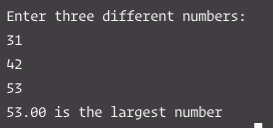 Enter three different numbers:
31
42
53
53.00 is the largest number